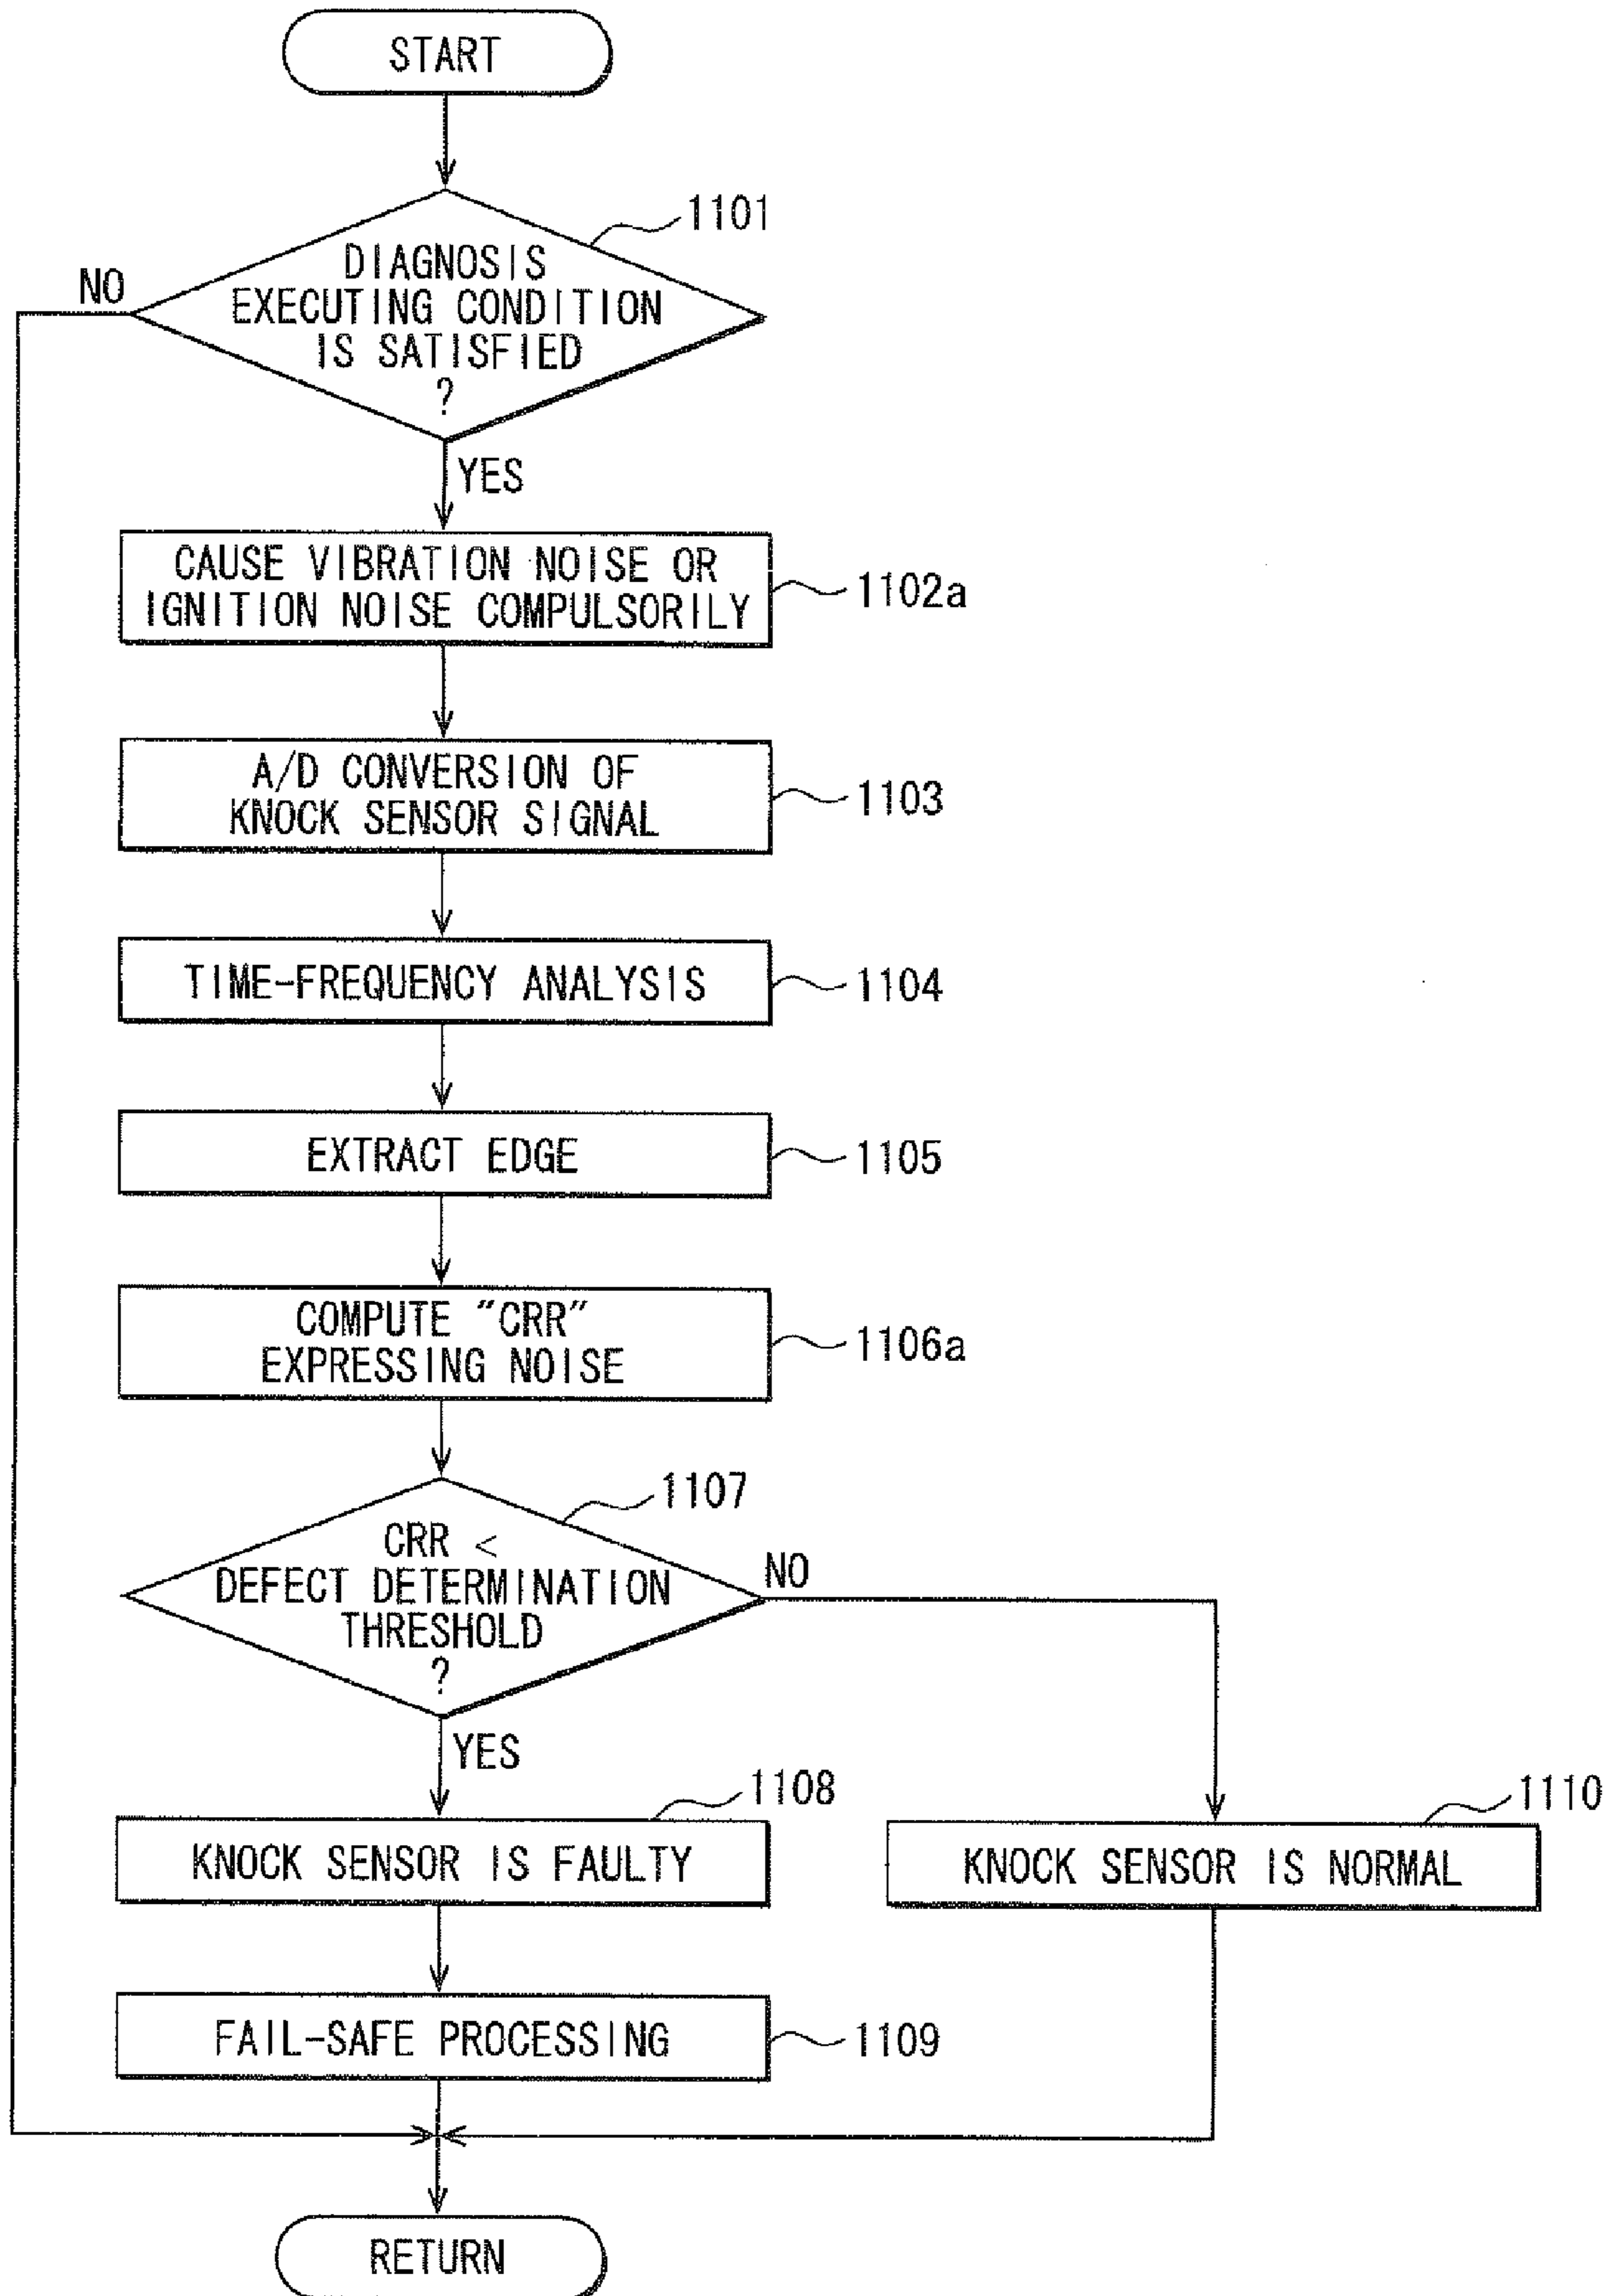 START
1101
DIAGNOSIS
EXECUTING CONDITION
IS SATISFIED
?
NO
YES
CAUSE VIBRATION NOISE OR
IGNITION NOISE COMPULSORILY
1102a
A/D CONVERSION OF
KNOCK SENSOR SIGNAL
1103
TIME-FREQUENCY ANALYSIS
1104
EXTRACT EDGE
1105
COMPUTE "CRR"
EXPRESSING NOISE
1106a
1107
CRR <
DEFECT DETERMINATION
THRESHOLD
?
NO
YES
1108
KNOCK SENSOR IS FAULTY
1110
KNOCK SENSOR IS NORMAL
FAIL-SAFE PROCESSING
1109
RETURN